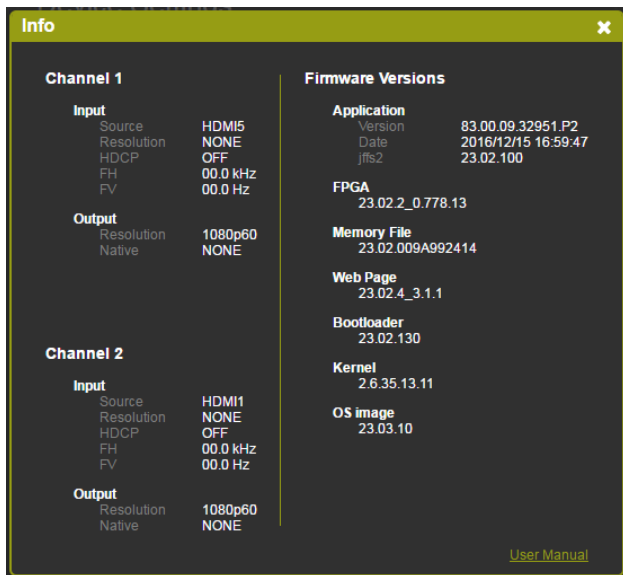 Info
Channel 1
Input
Source HDMI5
Resolution NONE
HDCP OFF
FH 00.0 kHz
FV 00.0 Hz
Output
Resolution 1080p60
Native NONE
Channel 2
Input
Source HDMI1
Resolution NONE
HDCP OFF
FH 00.0 kHz
FV 00.0 Hz
Output
Resolution 1080p60
Native NONE
Firmware Versions
Application
Version 83.00.09.32951.P2
Date 2016/12/15 16:59:47
jffs2 23.02.100
FPGA
23.02.2_0.778.13
Memory File
23.02.009A992414
Web Page
23.02.4_3.1.1
Bootloader
23.02.130
Kernel
2.6.35.13.11
OS image
23.03.10
User Manual